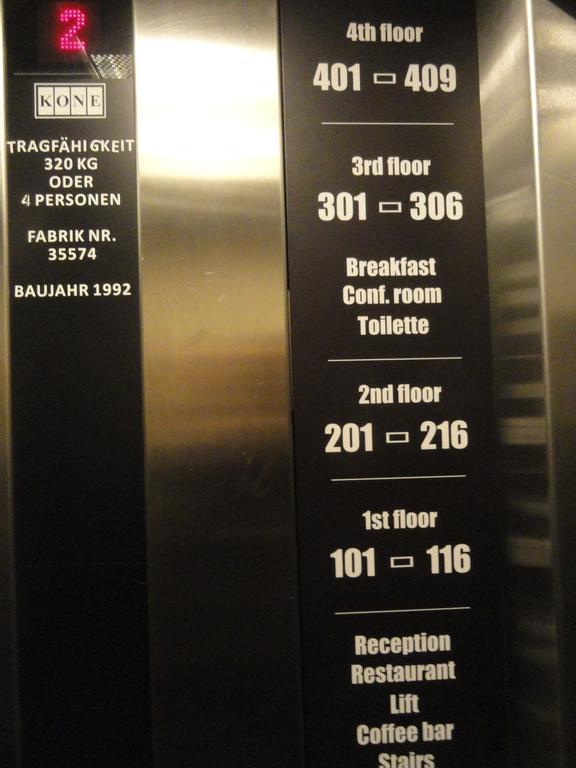 2
KONE
TRAGFÄHIGKEIT
320 KG
ODER
4 PERSONEN
FABRIK NR.
35574
BAUJAHR 1992
4th floor
401 - 409
3rd floor
301 - 306
Breakfast
Conf. room
Toilette
2nd floor
201 - 216
1st floor
101 - 116
Reception
Restaurant
Lift
Coffee bar
Stairs